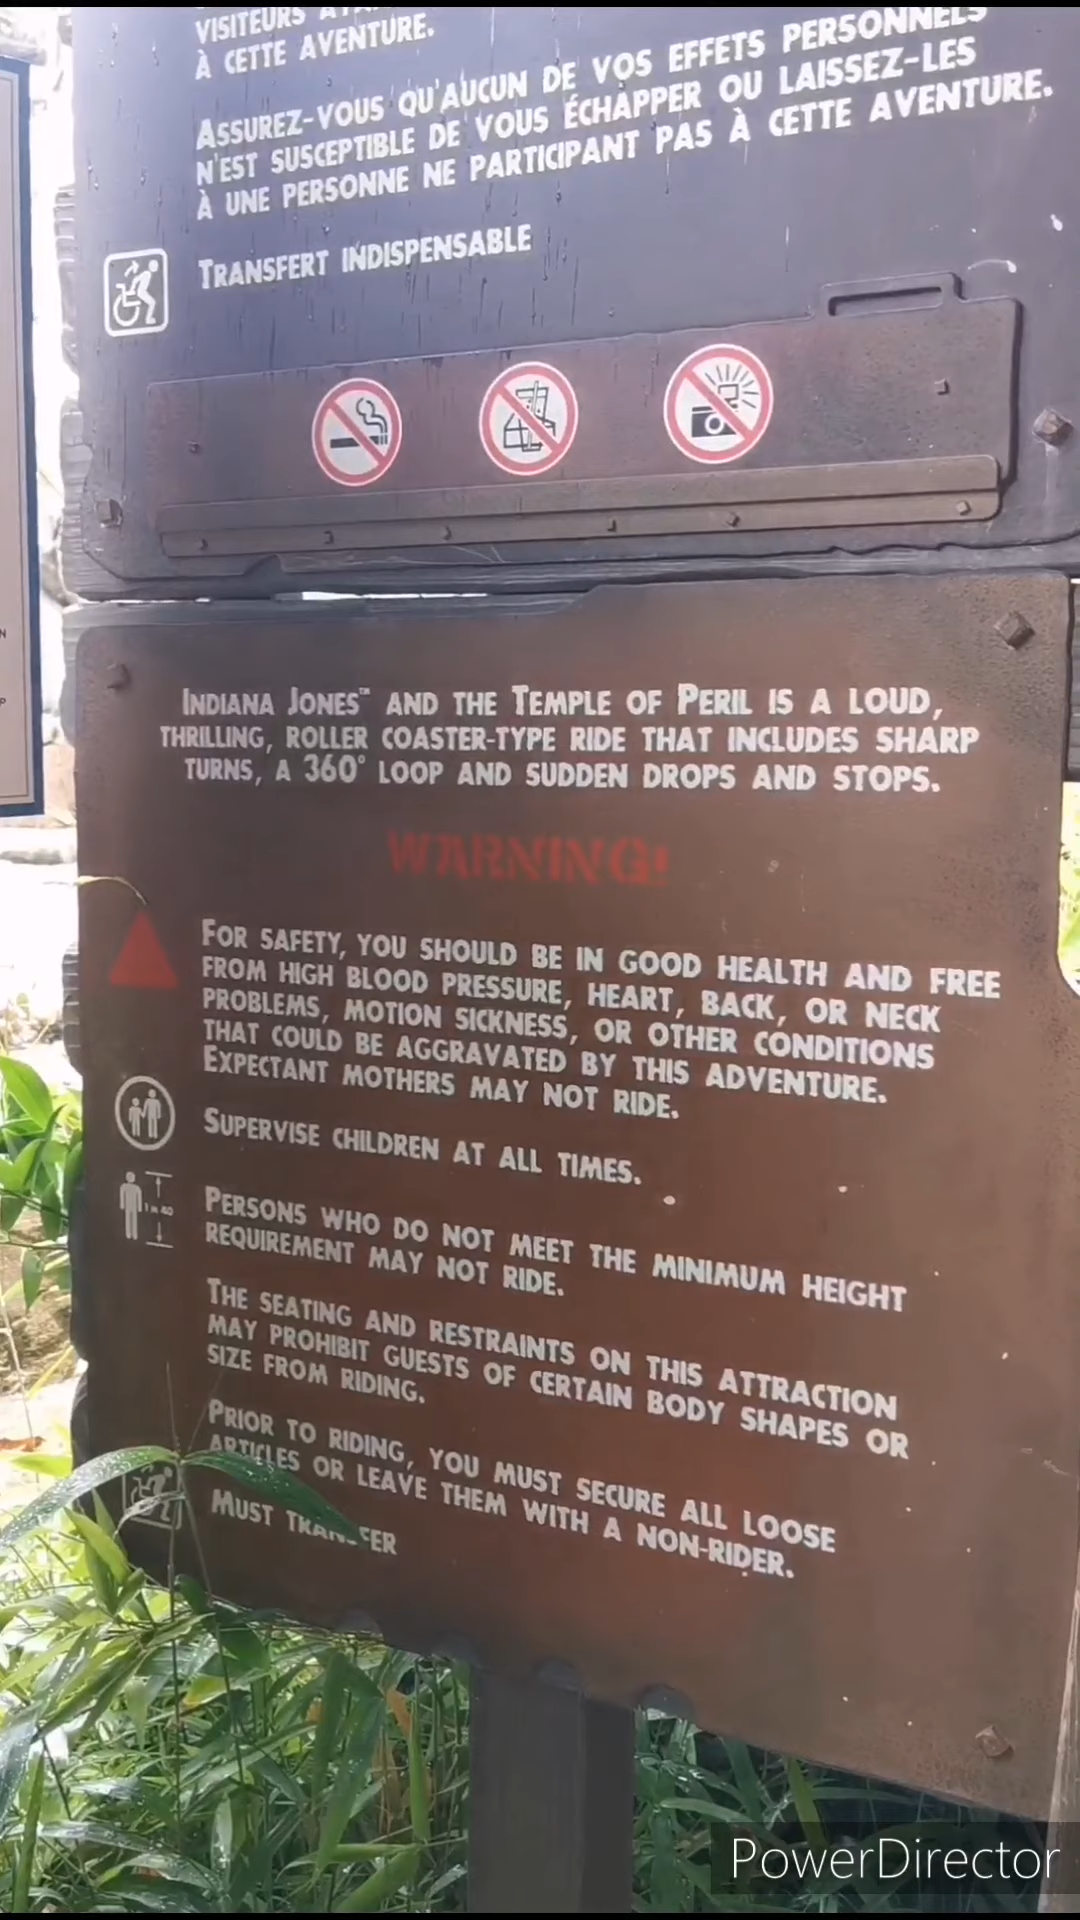 VISITEURS
À CETTE AVENTURE.
ASSUREZ-VOUS QU'AUCUN DE VOS EFFETS PERSONNELS
N'EST SUSCEPTIBLE DE VOUS ÉCHAPPER OU LAISSEZ-LES
À UNE PERSONNE NE PARTICIPANT PAS À CETTE AVENTURE.
TRANSFERT INDISPENSABLE
N
P
INDIANA JONES™ AND THE TEMPLE OF PERIL IS A LOUD,
THRILLING, ROLLER COASTER-TYPE RIDE THAT INCLUDES SHARP
TURNS, A 360° LOOP AND SUDDEN DROPS AND STOPS.
WARNING!
FOR SAFETY, YOU SHOULD BE IN GOOD HEALTH AND FREE
FROM HIGH BLOOD PRESSURE, HEART, BACK, OR NECK
PROBLEMS, MOTION SICKNESS, OR OTHER CONDITIONS
THAT COULD BE AGGRAVATED BY THIS ADVENTURE.
EXPECTANT MOTHERS MAY NOT RIDE.
SUPERVISE CHILDREN AT ALL TIMES.
1 m 40
PERSONS WHO DO NOT MEET THE MINIMUM HEIGHT
REQUIREMENT MAY NOT RIDE.
THE SEATING AND RESTRAINTS ON THIS ATTRACTION
MAY PROHIBIT GUESTS OF CERTAIN BODY SHAPES OR
SIZE FROM RIDING.
PRIOR TO RIDING, YOU MUST SECURE ALL LOOSE
ARTICLES OR LEAVE THEM WITH A NON-RIDER.
MUST TRANSFER
PowerDirector